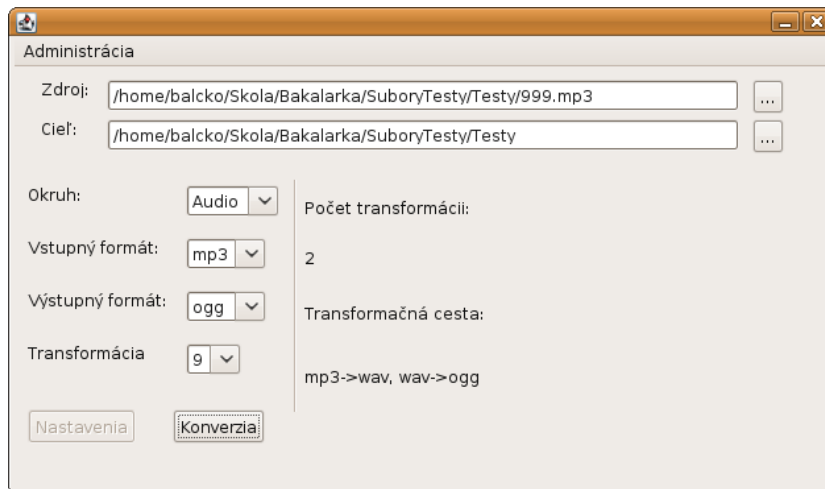 Administrácia
Zdroj: /home/balcko/Skola/Bakalarka/SuboryTesty/Testy/999.mp3 ...
Cieľ: /home/balcko/Skola/Bakalarka/SuboryTesty/Testy ...
Okruh: Audio
Vstupný formát: mp3
Výstupný formát: ogg
Transformácia 9
Nastavenia Konverzia
Počet transformácii:
2
Transformačná cesta:
mp3->wav, wav->ogg